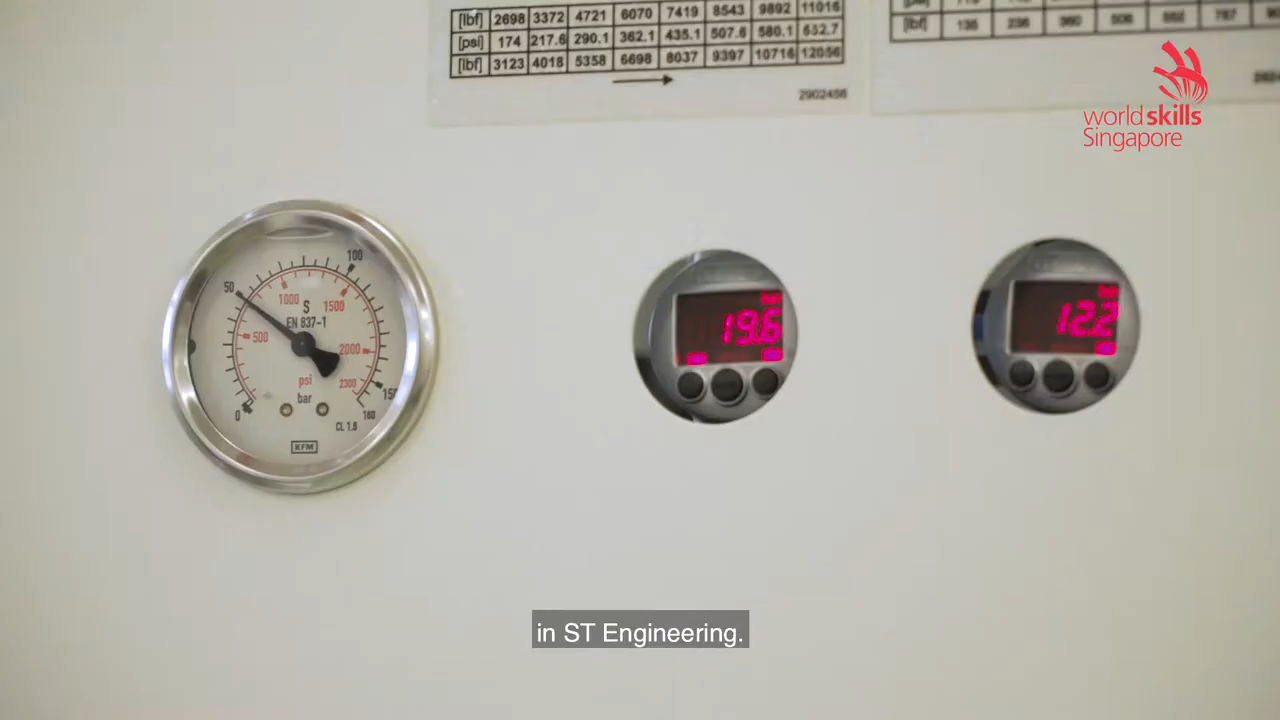 [lbf] 2698 3372 4721 6070 7419 8543 9892 11016
[psi] 174 217.6 290.1 362.1 435.1 507.6 580.1 652.7
[lbf] 3123 4018 5358 6698 8037 9397 10716 12056
2902456
[lbf]
world skills
Singapore
100
50
1000 S 1500
EN 837-1
500
2000
psi
2300
bar
150
0
160
CL 1.6
KFM
19.6
12.2
in ST Engineering.